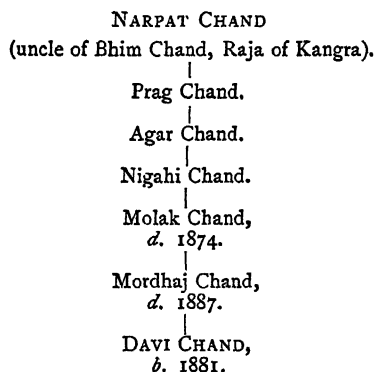 NARPAT CHAND
(uncle of Bhim Chand, Raja of Kangra).
Prag Chand.
Agar Chand.
Nigahi Chand.
Molak Chand,
d. 1874.
Mordhaj Chand,
d. 1887.
DAVI CHAND,
b. 1881.